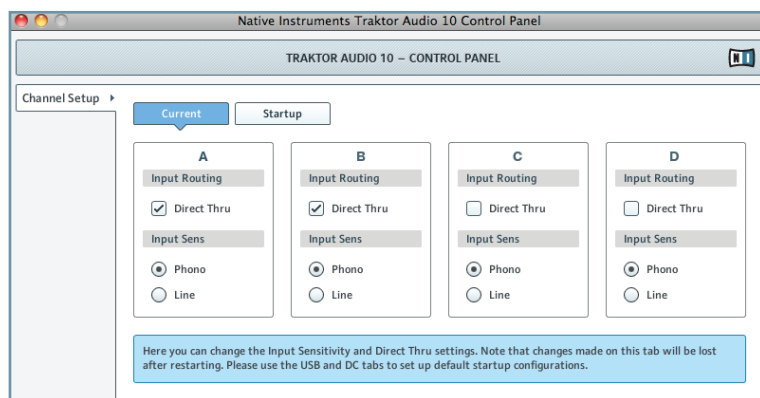 Native Instruments Traktor Audio 10 Control Panel
TRAKTOR AUDIO 10 – CONTROL PANEL
NI
Channel Setup
Current Startup
A B C D
Input Routing Input Routing Input Routing Input Routing
Direct Thru Direct Thru Direct Thru Direct Thru
Input Sens Input Sens Input Sens Input Sens
Phono Phono Phono Phono
Line Line Line Line
Here you can change the Input Sensitivity and Direct Thru settings. Note that changes made on this tab will be lost
after restarting. Please use the USB and DC tabs to set up default startup configurations.